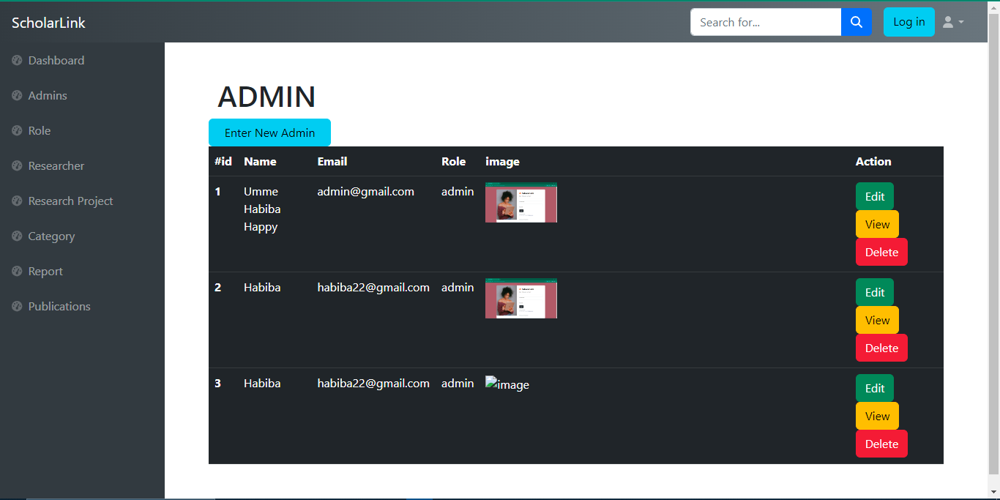 ScholarLink
Search for...
Log in
Dashboard
Admins
Role
Researcher
Research Project
Category
Report
Publications
ADMIN
Enter New Admin
#id Name Email Role image Action
1 Umme Habiba Happy admin@gmail.com admin Edit
View
Delete
2 Habiba habiba22@gmail.com admin Edit
View
Delete
3 Habiba habiba22@gmail.com admin image Edit
View
Delete